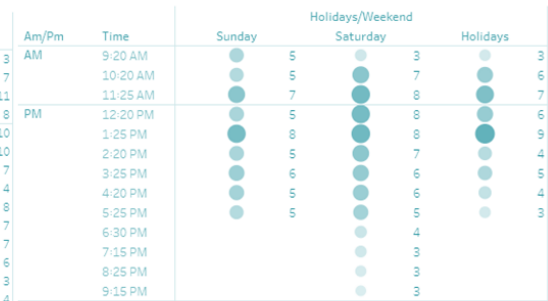 Holidays/Weekend
Am/Pm Time Sunday Saturday Holidays
3 AM 9:20 AM 5 3 3
7 10:20 AM 5 7 6
11 11:25 AM 7 8 7
8 PM 12:20 PM 5 8 6
10 1:25 PM 8 8 9
10 2:20 PM 5 7 4
7 3:25 PM 6 6 5
4 4:20 PM 5 6 4
8 5:25 PM 5 5 3
7 6:30 PM 4
7 7:15 PM 3
6 8:25 PM 3
3 9:15 PM 3
4